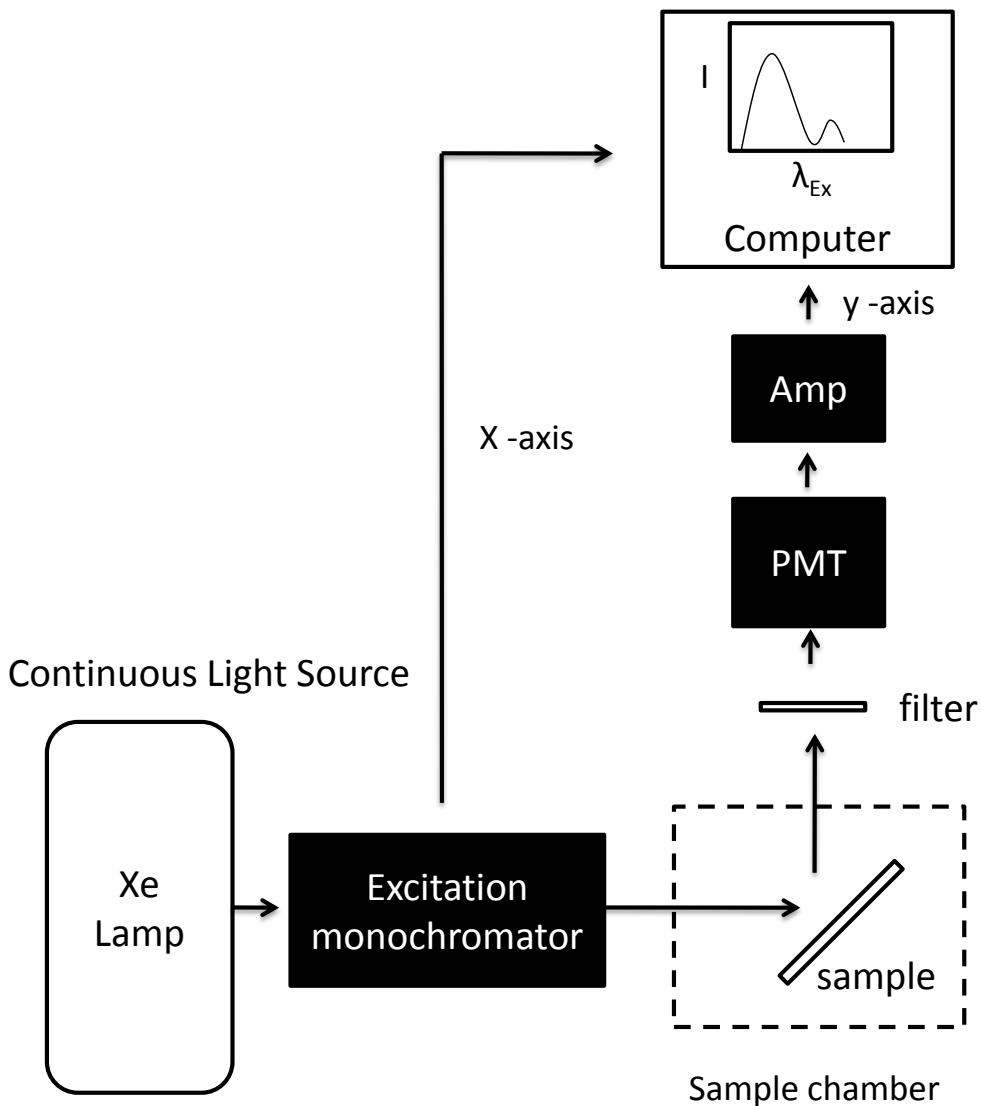 I
λEx
Computer
y -axis
Amp
X -axis
PMT
Continuous Light Source
filter
Xe
Lamp
Excitation
monochromator
sample
Sample chamber